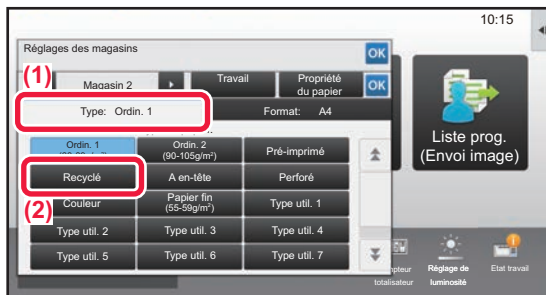 10:15
Réglages des magasins
OK
(1)
Magasin 2
Travail
Propriété
du papier
OK
Type: Ordin. 1
Format: A4
Ordin. 1
Ordin. 2
(90-105g/m²)
Pré-imprimé
Recyclé
A en-tête
Perforé
(2)
Couleur
Papier fin
(55-59g/m²)
Type util. 1
Type util. 2
Type util. 3
Type util. 4
Type util. 5
Type util. 6
Type util. 7
Liste prog.
(Envoi image)
totalisateur
Réglage de
luminosité
Etat travail